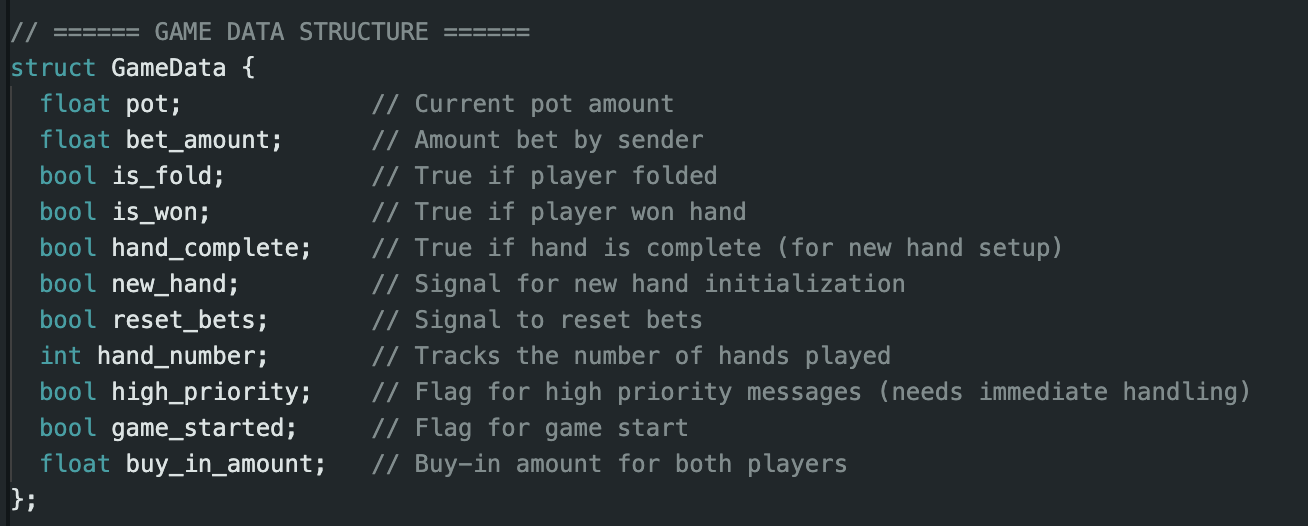 // ====== GAME DATA STRUCTURE ======
struct GameData {
  float pot;             // Current pot amount
  float bet_amount;      // Amount bet by sender
  bool is_fold;          // True if player folded
  bool is_won;           // True if player won hand
  bool hand_complete;    // True if hand is complete (for new hand setup)
  bool new_hand;         // Signal for new hand initialization
  bool reset_bets;       // Signal to reset bets
  int hand_number;       // Tracks the number of hands played
  bool high_priority;    // Flag for high priority messages (needs immediate handling)
  bool game_started;     // Flag for game start
  float buy_in_amount;   // Buy-in amount for both players
};